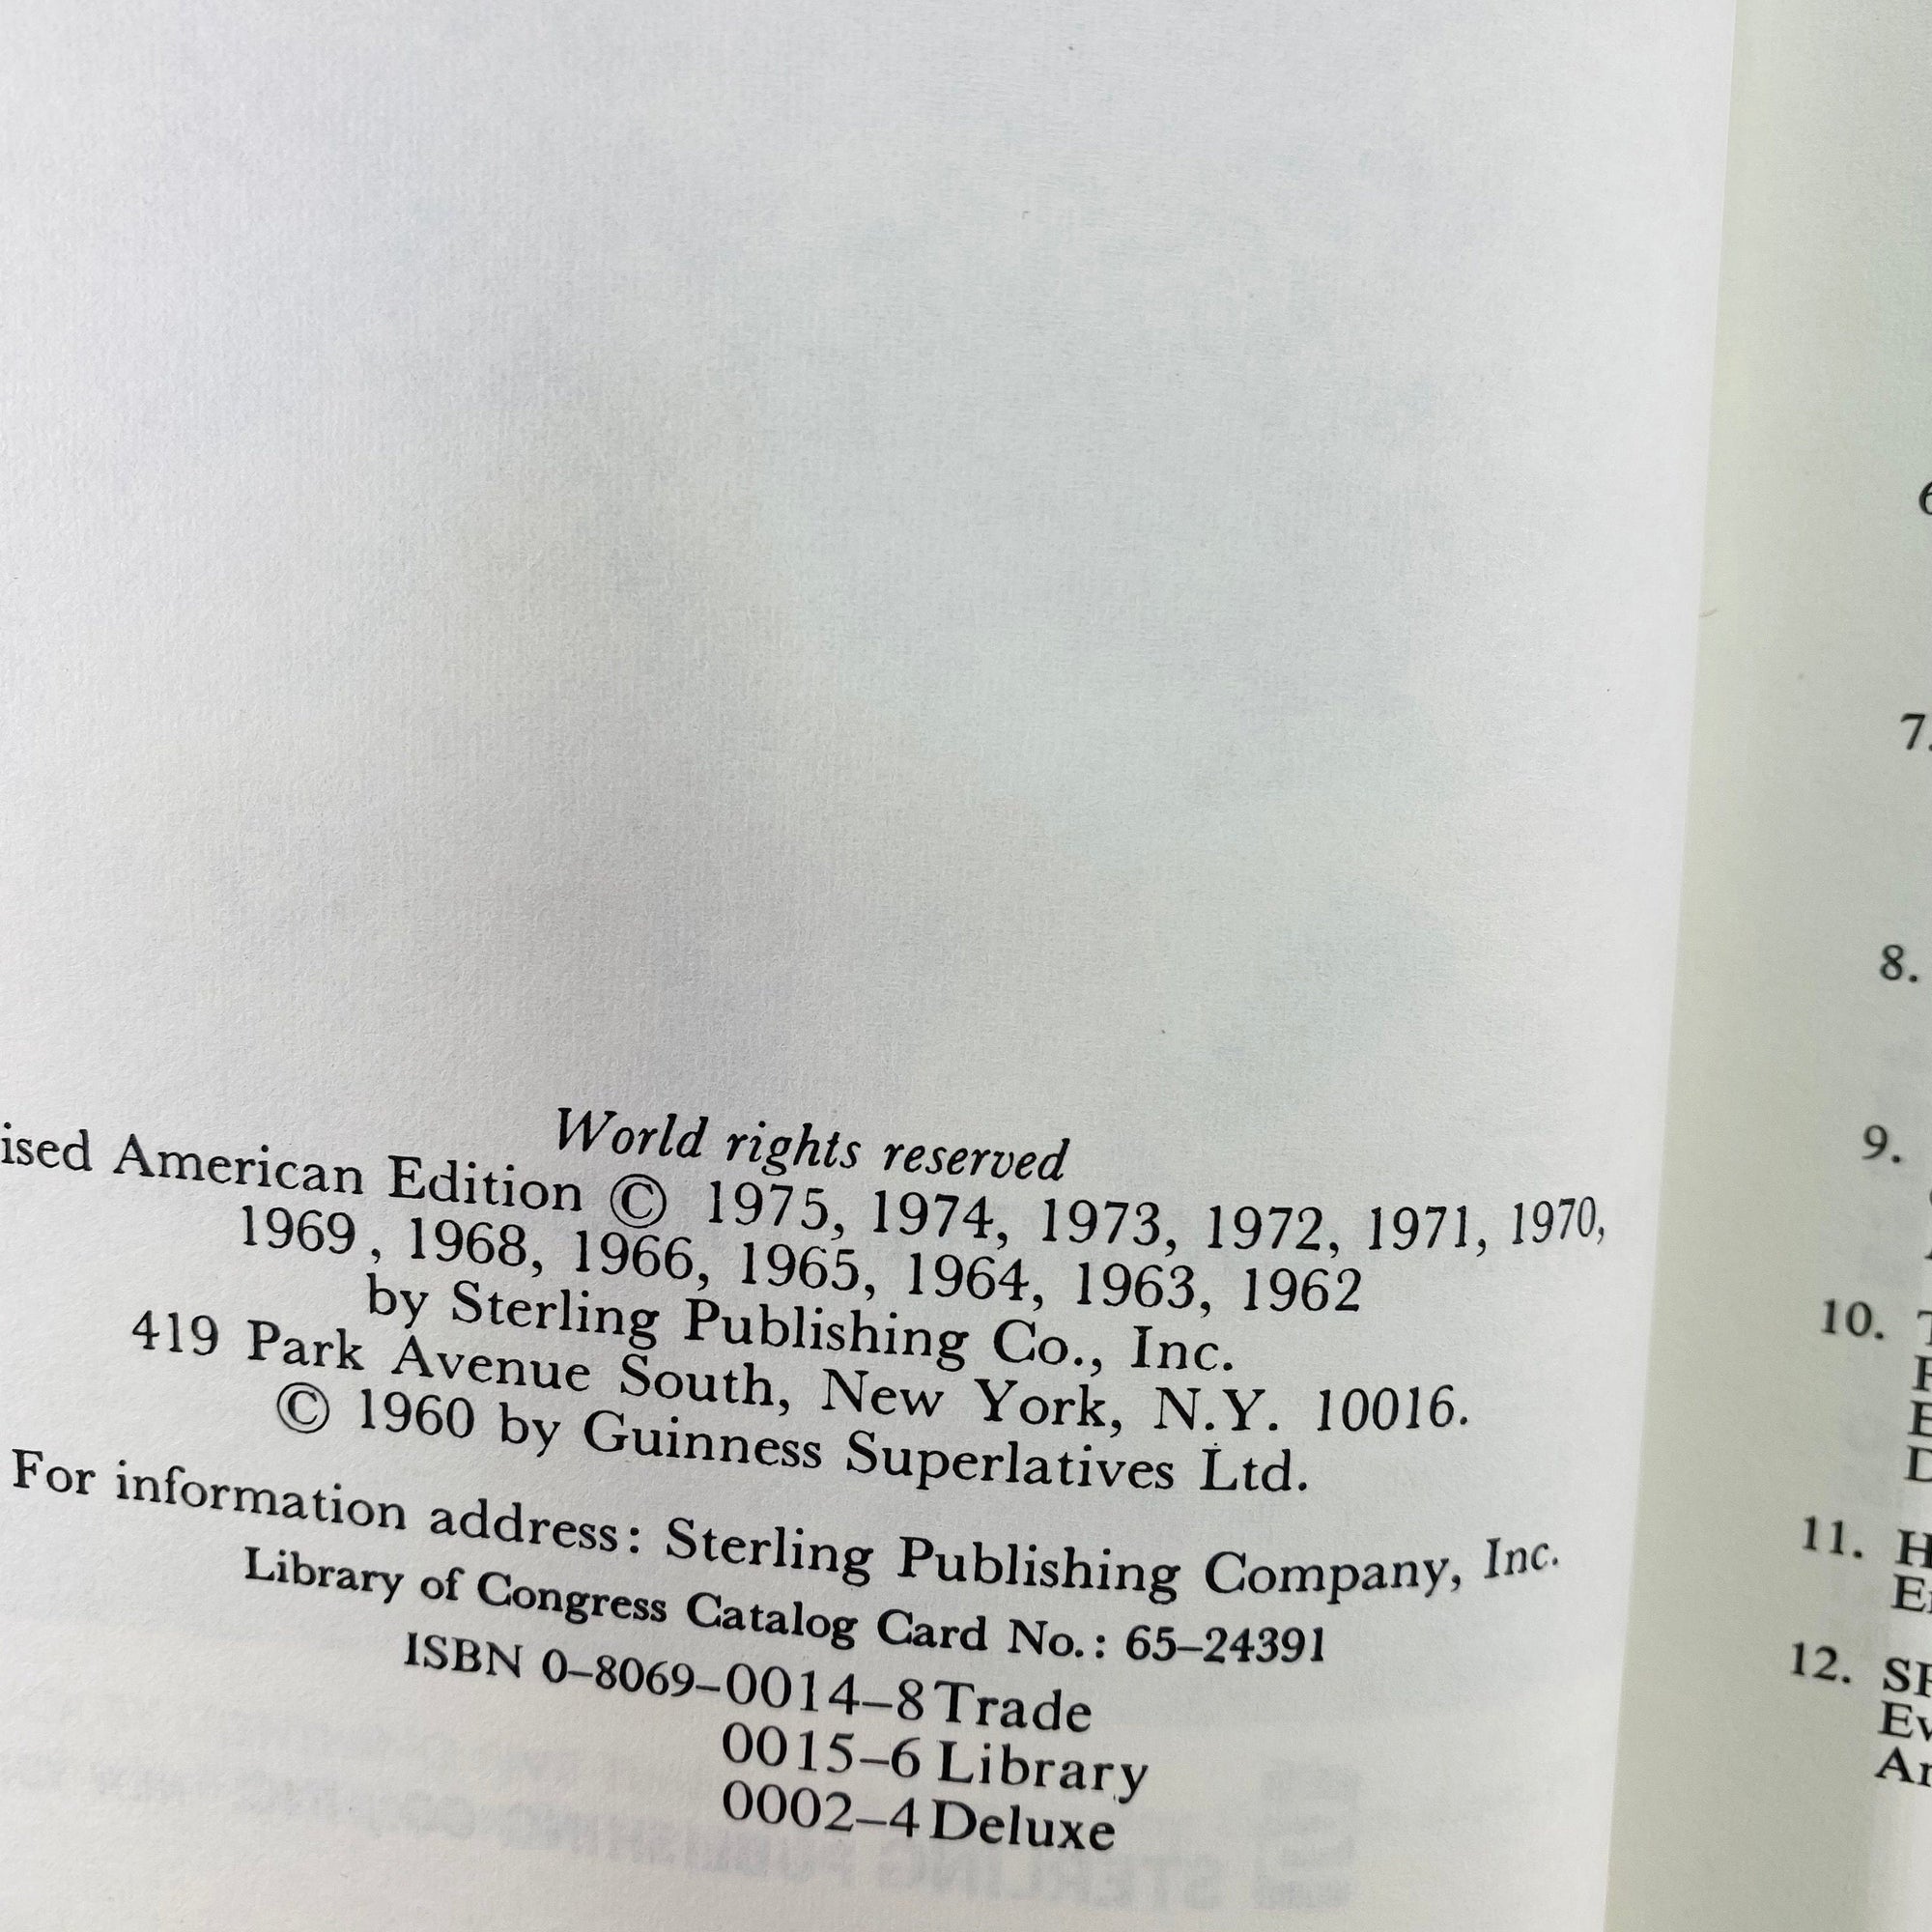 World rights reserved
ised American Edition © 1975, 1974, 1973, 1972, 1971, 1970,
1969, 1968, 1966, 1965, 1964, 1963, 1962
by Sterling Publishing Co., Inc.
419 Park Avenue South, New York, N.Y. 10016.
© 1960 by Guinness Superlatives Ltd.
For information address: Sterling Publishing Company, Inc.
Library of Congress Catalog Card No.: 65–24391
ISBN 0–8069–0014–8 Trade
0015–6 Library
0002–4 Deluxe
7.
8.
9.
10.
11.
12.